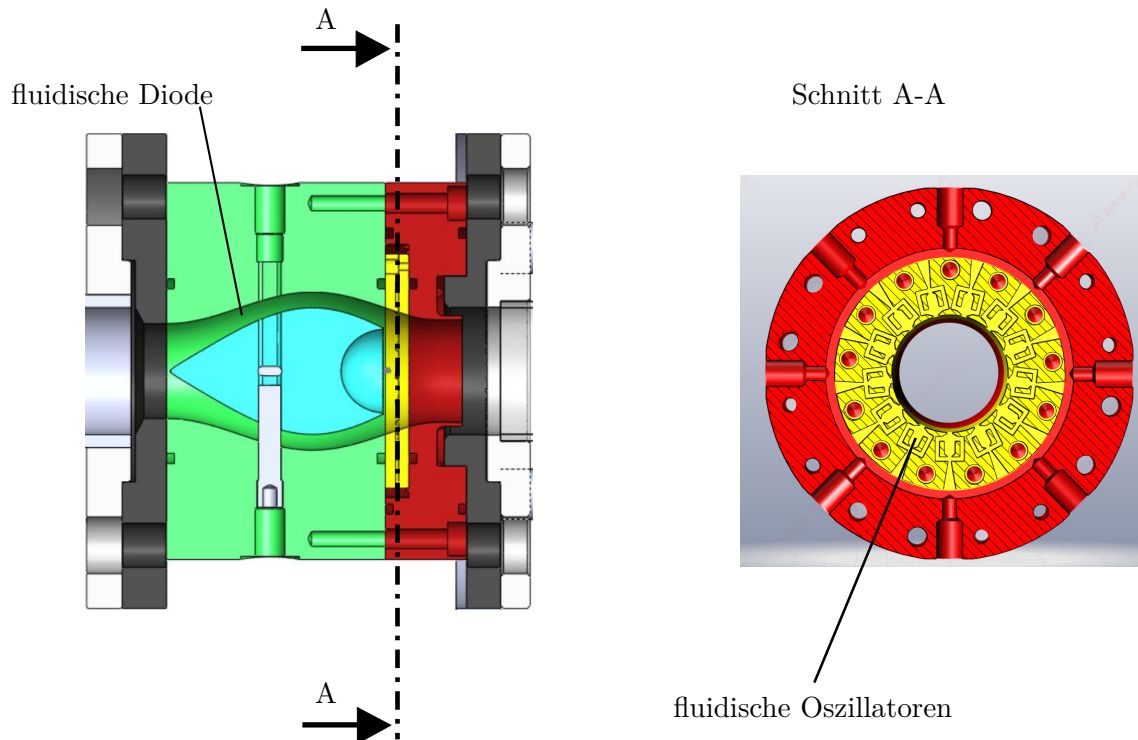 A
fluidische Diode
Schnitt A-A
A
fluidische Oszillatoren